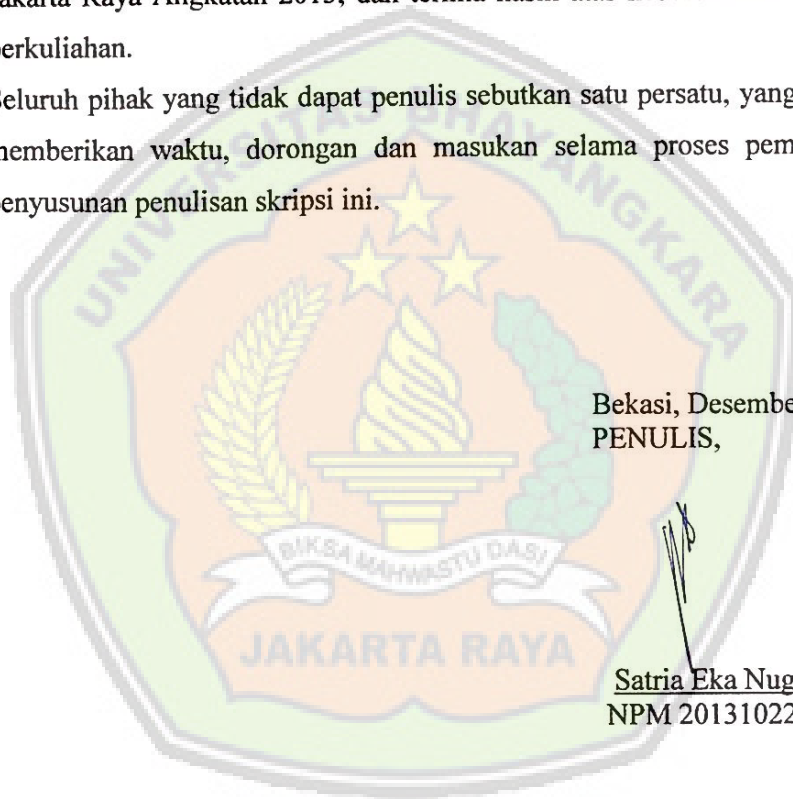 akarta Raya Angkatan 2013, dan terima kasih atas
perkuliahan.
Seluruh pihak yang tidak dapat penulis sebutkan satu persatu, yang
memberikan waktu, dorongan dan masukan selama proses pem
penyusunan penulisan skripsi ini.
UNIVERSITAS BHAYANGKARA
Bekasi, Desembe
PENULIS,
BIKSA MAHWASTU DASI
JAKARTA RAYA
Satria Eka Nug
NPM 20131022